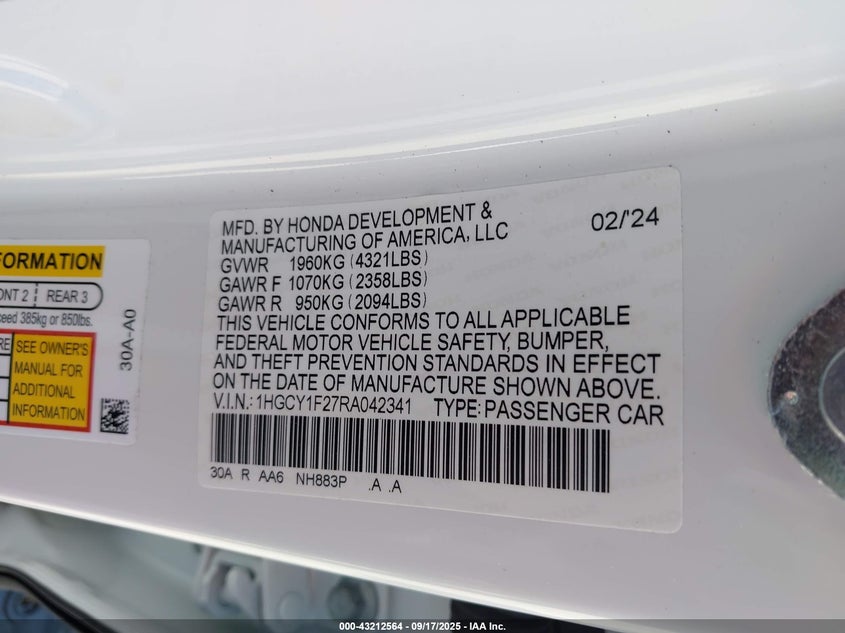 MFD. BY HONDA DEVELOPMENT &
MANUFACTURING OF AMERICA, LLC
02/'24
GVWR 1960KG (4321LBS)
GAWR F 1070KG (2358LBS)
GAWR R 950KG (2094LBS)
THIS VEHICLE CONFORMS TO ALL APPLICABLE
FEDERAL MOTOR VEHICLE SAFETY, BUMPER,
AND THEFT PREVENTION STANDARDS IN EFFECT
ON THE DATE OF MANUFACTURE SHOWN ABOVE.
V.I.N.: 1HGCY1F27RA042341 TYPE: PASSENGER CAR
30A R AA6 NH883P .A .A
FORMATION
ONT 2 REAR 3
ceed 385kg or 850lbs.
RE
SEE OWNER'S
MANUAL FOR
ADDITIONAL
INFORMATION
30A-A0
000-43212564 - 09/17/2025 - IAA Inc.